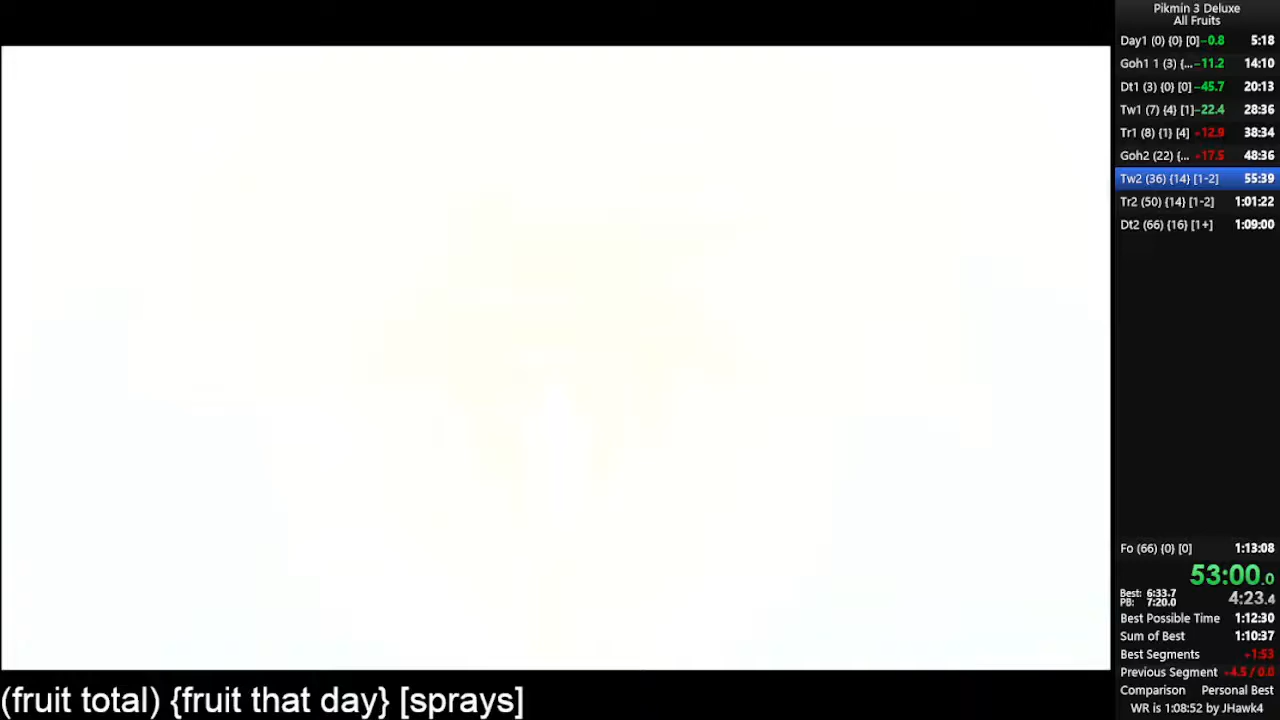 Pikmin 3 Deluxe
All Fruits
Day1 (0) {0} [0] -0.8 5:18
Goh1 1 (3) {... -11.2 14:10
Dt1 (3) {0} [0] -45.7 20:13
Tw1 (7) {4} [1] -22.4 28:36
Tr1 (8) {1} [4] +12.9 38:34
Goh2 (22) {... +17.5 48:36
Tw2 (36) {14} [1-2] 55:39
Tr2 (50) {14} [1-2] 1:01:22
Dt2 (66) {16} [1+] 1:09:00
Fo (66) {0} [0] 1:13:08
53:00.0
Best: 6:33.7
PB: 7:20.0 4:23.4
Best Possible Time 1:12:30
Sum of Best 1:10:37
Best Segments +1:53
Previous Segment -4.5 / 0.0
Comparison Personal Best
WR is 1:08:52 by JHawk4
(fruit total) {fruit that day} [sprays]